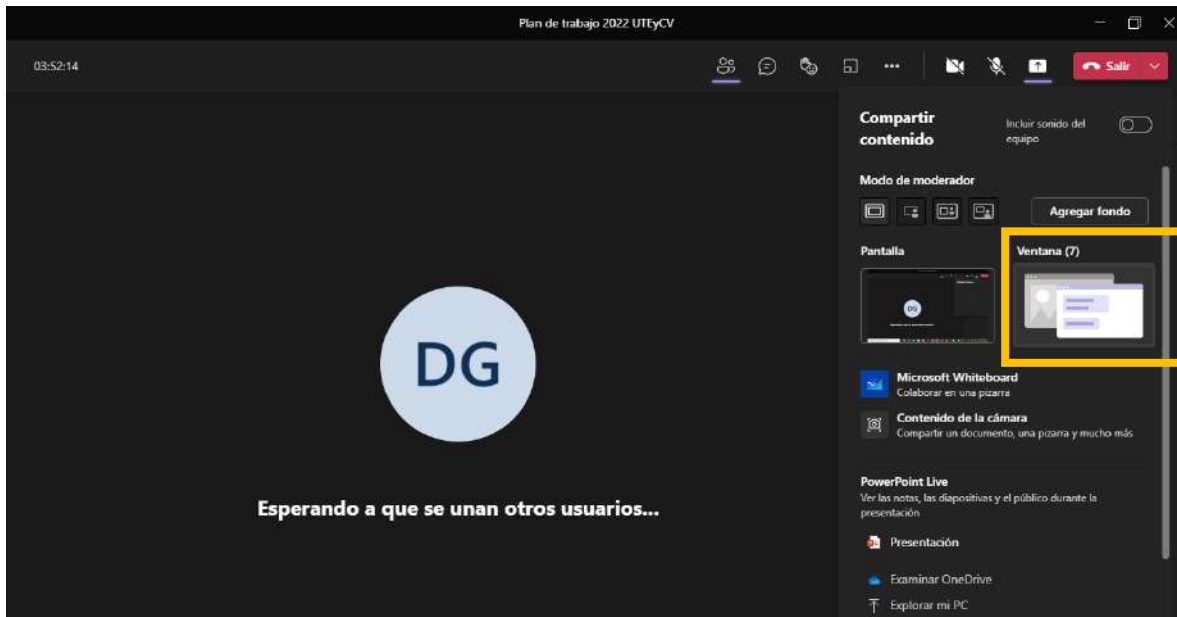 Plan de trabajo 2022 UTEyCV
03:52:14
Salir
Compartir
contenido
Incluir sonido del
equipo
Modo de moderador
Agregar fondo
Pantalla
Ventana (7)
DG
Esperando a que se unan otros usuarios...
Microsoft Whiteboard
Colaborar en una pizarra
Contenido de la cámara
Compartir un documento, una pizarra y mucho más
PowerPoint Live
Ver las notas, las diapositivas y el público durante la
presentación
Presentación
Examinar OneDrive
Explorar mi PC